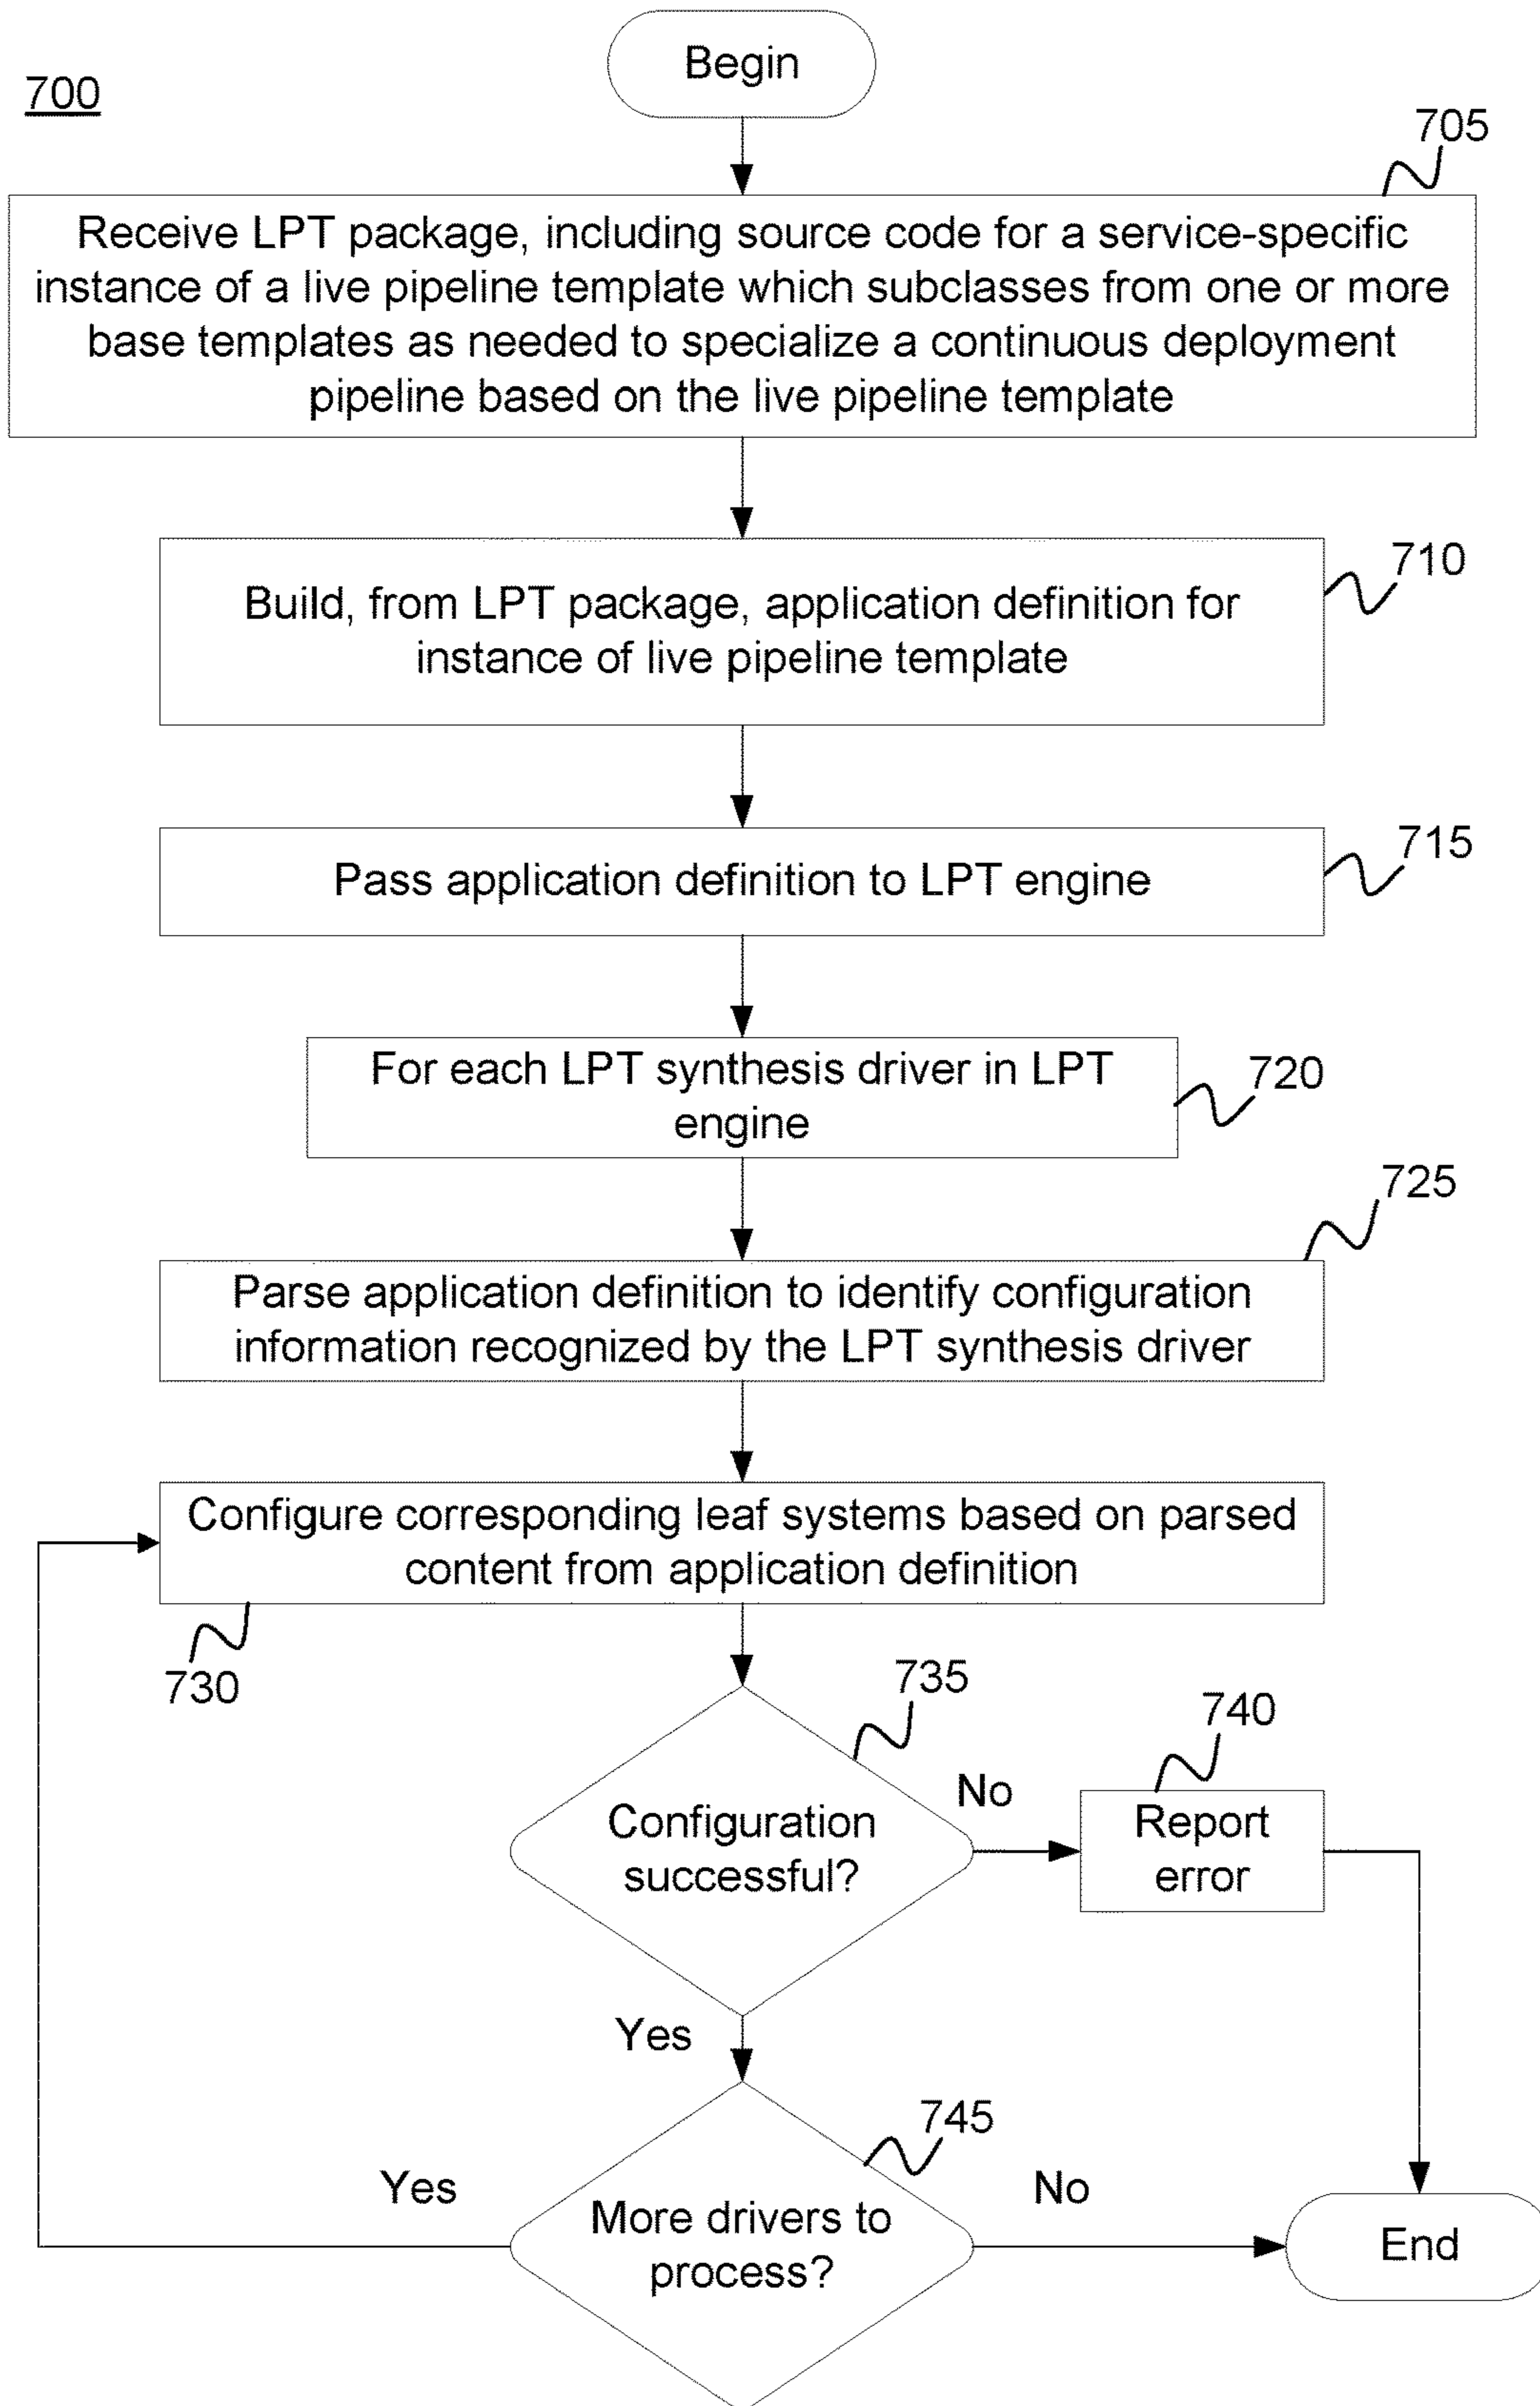 Begin
700
705
Receive LPT package, including source code for a service-specific
instance of a live pipeline template which subclasses from one or more
base templates as needed to specialize a continuous deployment
pipeline based on the live pipeline template
710
Build, from LPT package, application definition for
instance of live pipeline template
715
Pass application definition to LPT engine
For each LPT synthesis driver in LPT
engine
720
725
Parse application definition to identify configuration
information recognized by the LPT synthesis driver
Configure corresponding leaf systems based on parsed
content from application definition
730
735
Configuration
successful?
No
740
Report
error
Yes
745
More drivers to
process?
Yes
No
End